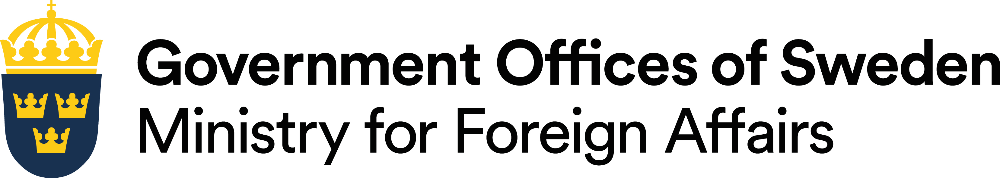 Government Offices of Sweden
Ministry for Foreign Affairs